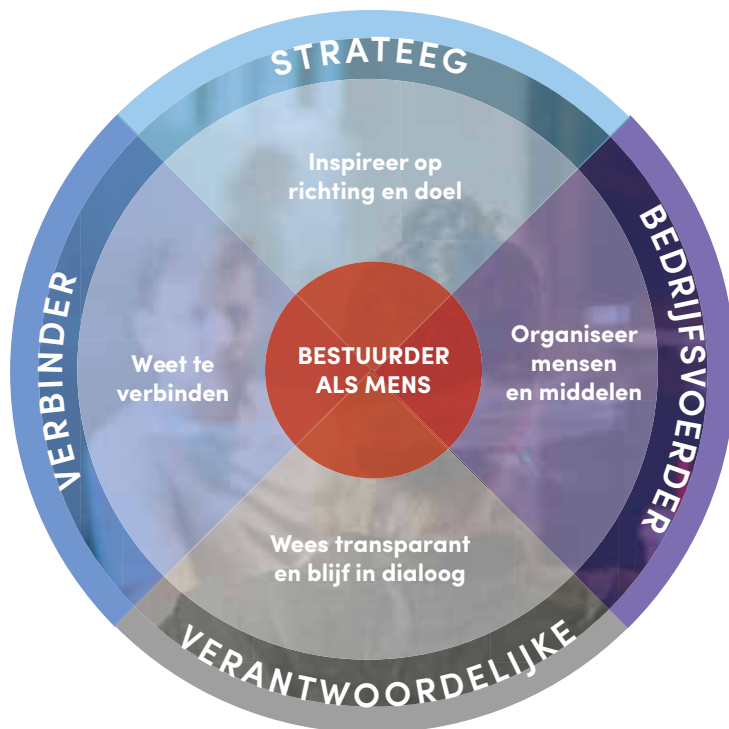 STRATEEG
Inspireer op
richting en doel
BEDRIJFSVOERDER
Organiseer
mensen
en middelen
VERBINDER
Weet te
verbinden
BESTUURDER
ALS MENS
Wees transparant
en blijf in dialoog
VERANTWOORDELIJKE